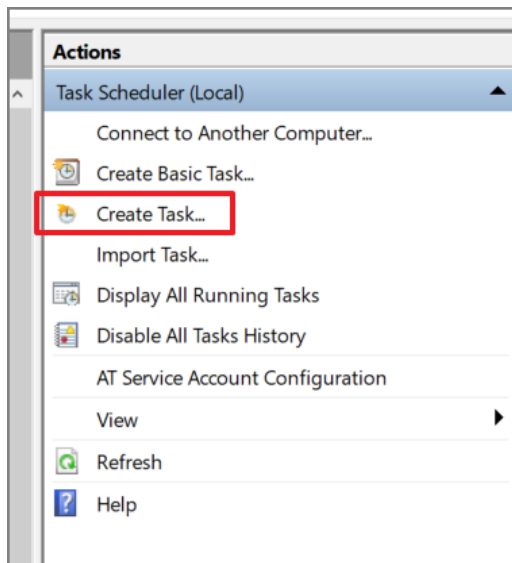 Actions
Task Scheduler (Local)
Connect to Another Computer...
Create Basic Task...
Create Task...
Import Task...
Display All Running Tasks
Disable All Tasks History
AT Service Account Configuration
View
Refresh
Help